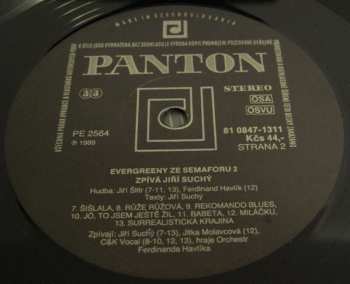 MADE IN CZECHOSLOVAKIA
PANTON
STEREO
OSA
OSVU
PE 2564
℗ 1989
81 0847-1311
Kčs 44,-
STRANA 2
EVERGREENY ZE SEMAFORU 2
ZPÍVÁ JIŘÍ SUCHÝ
Hudba: Jiří Šlitr (7-11, 13), Ferdinand Havlík (12)
Texty: Jiří Suchý
7. ŠIŠLALA, 8. RŮŽE RŮŽOVÁ, 9. REKOMANDO BLUES,
10. JÓ, TO JSEM JEŠTĚ ŽIL, 11. BABETA, 12. MILÁČKU,
13. SURREALISTICKÁ KRAJINA
Zpívají: Jiří Suchý, Jitka Molavcová (12),
C&K Vocal (8-10, 12, 13), hraje Orchestr
Ferdinanda Havlíka